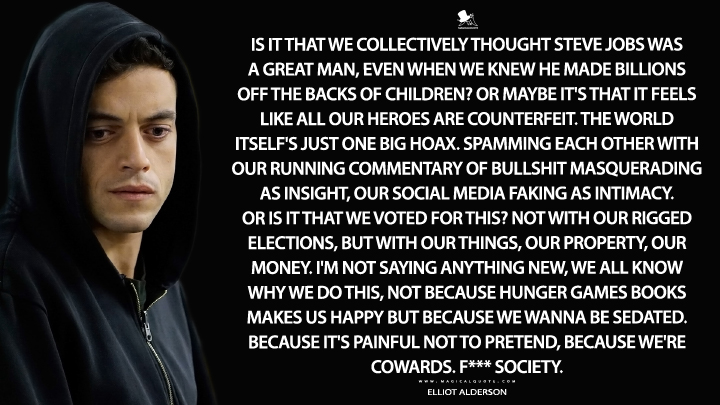 IS IT THAT WE COLLECTIVELY THOUGHT STEVE JOBS WAS
A GREAT MAN, EVEN WHEN WE KNEW HE MADE BILLIONS
OFF THE BACKS OF CHILDREN? OR MAYBE IT'S THAT IT FEELS
LIKE ALL OUR HEROES ARE COUNTERFEIT. THE WORLD
ITSELF'S JUST ONE BIG HOAX. SPAMMING EACH OTHER WITH
OUR RUNNING COMMENTARY OF BULLSHIT MASQUERADING
AS INSIGHT, OUR SOCIAL MEDIA FAKING AS INTIMACY.
OR IS IT THAT WE VOTED FOR THIS? NOT WITH OUR RIGGED
ELECTIONS, BUT WITH OUR THINGS, OUR PROPERTY, OUR
MONEY. I'M NOT SAYING ANYTHING NEW, WE ALL KNOW
WHY WE DO THIS, NOT BECAUSE HUNGER GAMES BOOKS
MAKES US HAPPY BUT BECAUSE WE WANNA BE SEDATED.
BECAUSE IT'S PAINFUL NOT TO PRETEND, BECAUSE WE'RE
COWARDS. F*** SOCIETY.
WWW.MAGICALQUOTE.COM
ELLIOT ALDERSON